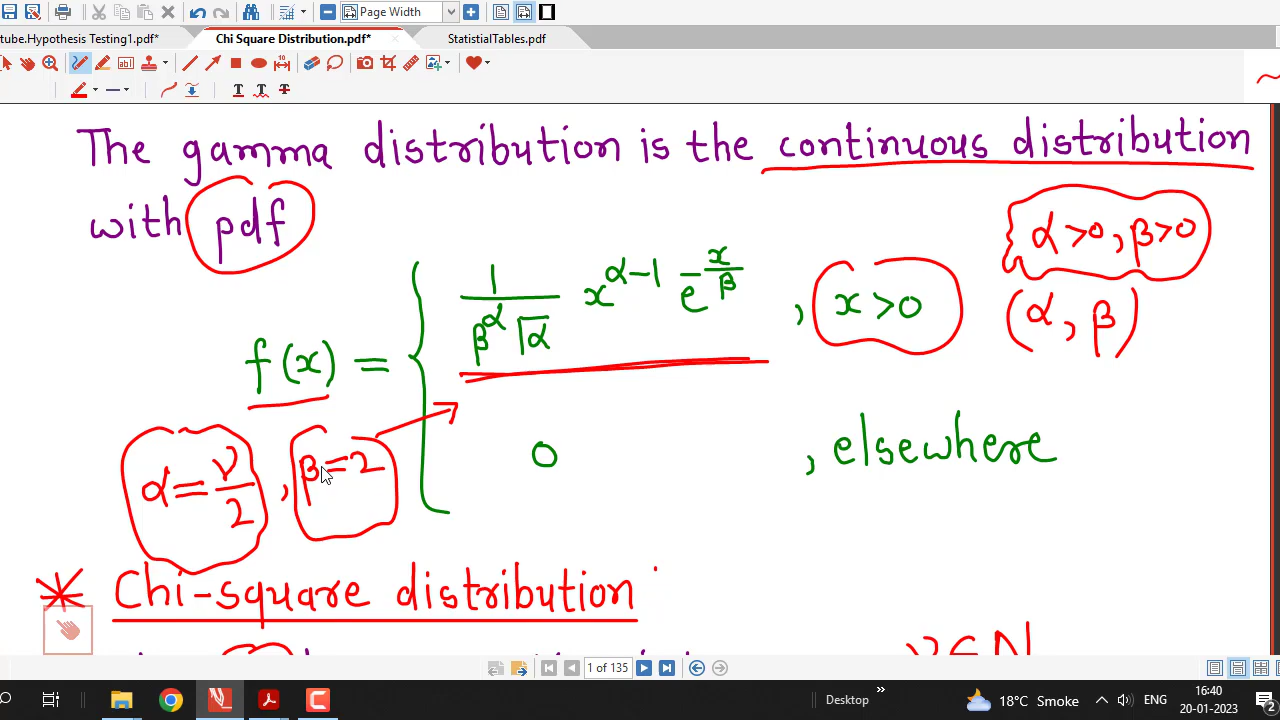 Page Width
tube.Hypothesis Testing1.pdf*
Chi Square Distribution.pdf*
StatistialTables.pdf
The gamma distribution is the continuous distribution
with pdf
α>0, β>0
(α, β)
f(x) = { 1/(β^α Γα) x^(α-1) e^(-x/β) , x>0
0 , elsewhere
α = ν/2 , β=2
* Chi-square distribution
1 of 135
Desktop
18°C Smoke
ENG
16:40
20-01-2023
2